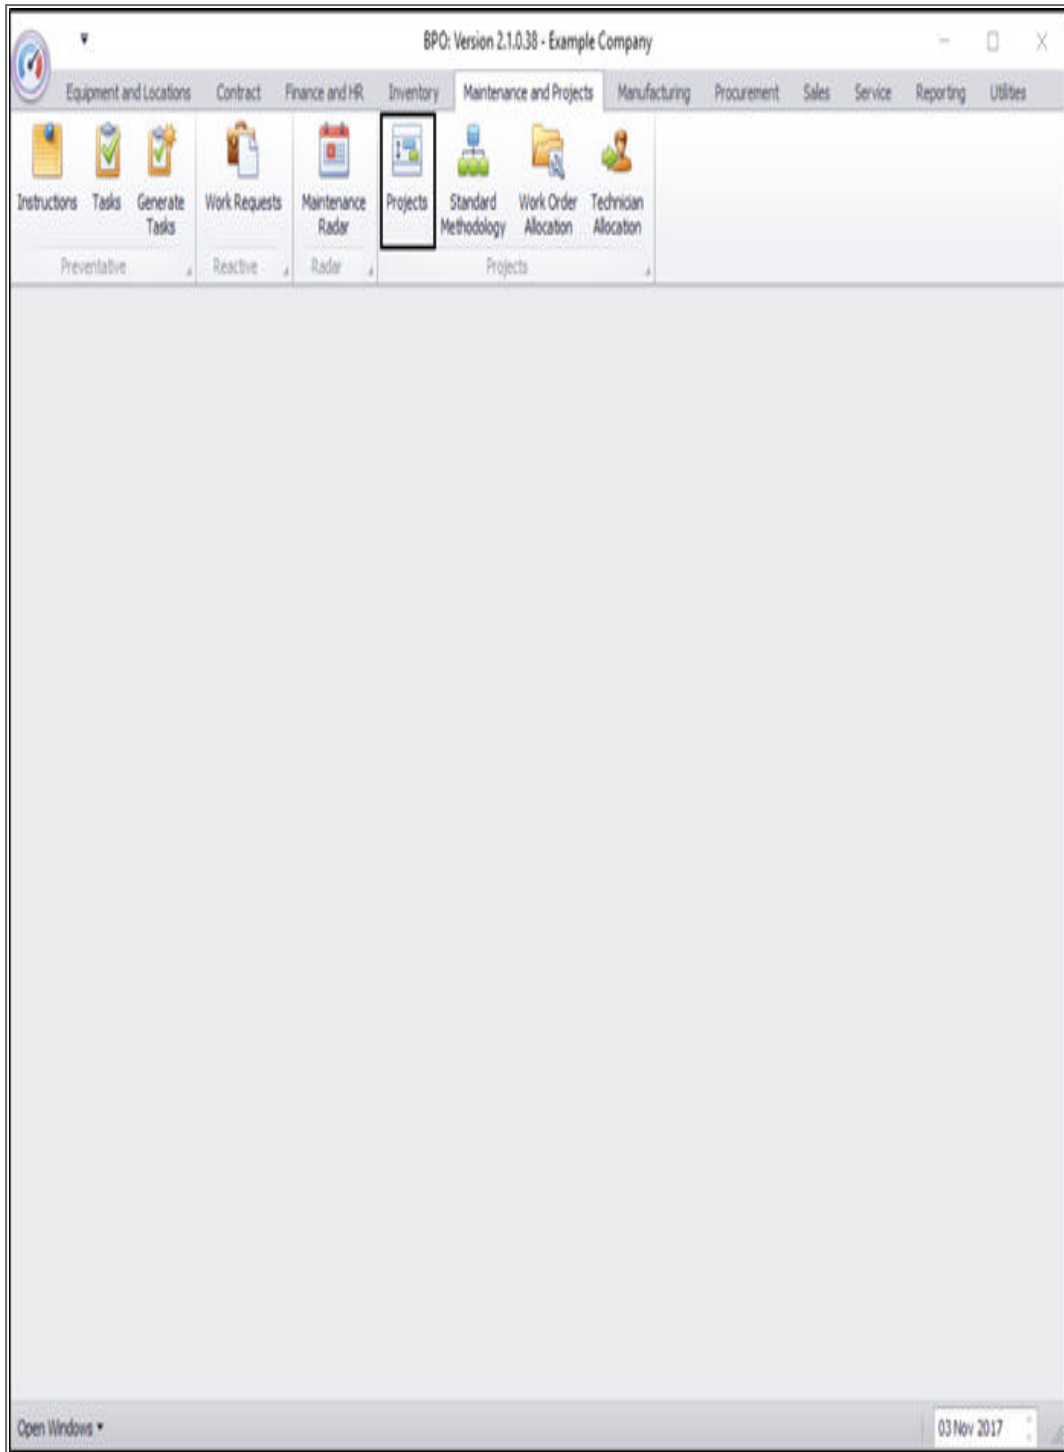 BPO: Version 2.1.0.38 - Example Company
Equipment and Locations Contract Finance and HR Inventory Maintenance and Projects Manufacturing Procurement Sales Service Reporting Utilities
Instructions Tasks Generate Work Requests Maintenance Projects Standard Work Order Technician
Tasks Radar Methodology Allocation Allocation
Preventative Reactive Radar Projects
Open Windows 03 Nov 2017